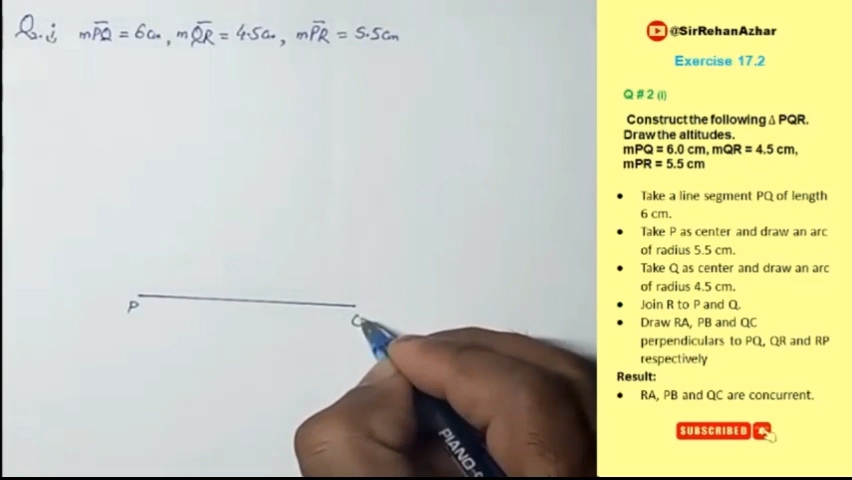 Q.2. i, mPQ = 6cm, mQR = 4.5cm, mPR = 5.5cm
P
Q
@SirRehanAzhar
Exercise 17.2
Q # 2 (i)
Construct the following Δ PQR.
Draw the altitudes.
mPQ = 6.0 cm, mQR = 4.5 cm,
mPR = 5.5 cm
• Take a line segment PQ of length
6 cm.
• Take P as center and draw an arc
of radius 5.5 cm.
• Take Q as center and draw an arc
of radius 4.5 cm.
• Join R to P and Q.
• Draw RA, PB and QC
perpendiculars to PQ, QR and RP
respectively
Result:
• RA, PB and QC are concurrent.
SUBSCRIBED
PIANO